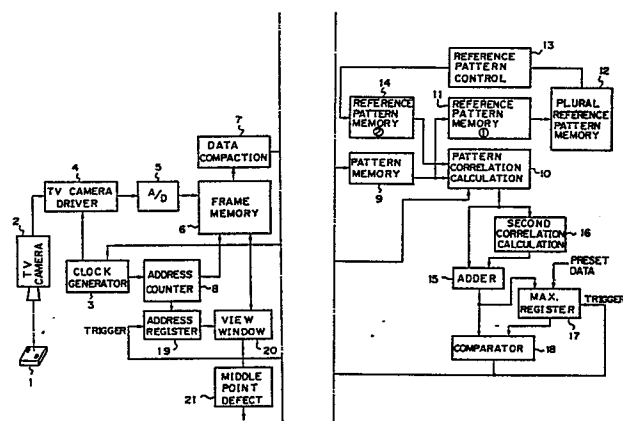 13
REFERENCE
PATTERN
CONTROL
12
PLURAL
REFERENCE
PATTERN
MEMORY
14
REFERENCE
PATTERN
MEMORY
②
11
REFERENCE
PATTERN
MEMORY
①
7
DATA
COMPACTION
PATTERN
MEMORY
9
PATTERN
CORRELATION
CALCULATION
10
4
TV CAMERA
DRIVER
5
A/D
FRAME
MEMORY
6
2
TV
CAMERA
SECOND
CORRELATION
CALCULATION
16
CLOCK
GENERATOR
3
ADDRESS
COUNTER
8
15
ADDER
PRESET
DATA
MAX.
REGISTER
17
TRIGGER
TRIGGER
ADDRESS
REGISTER
19
VIEW
WINDOW
20
COMPARATOR
18
1
MIDDLE
POINT
DEFECT
21